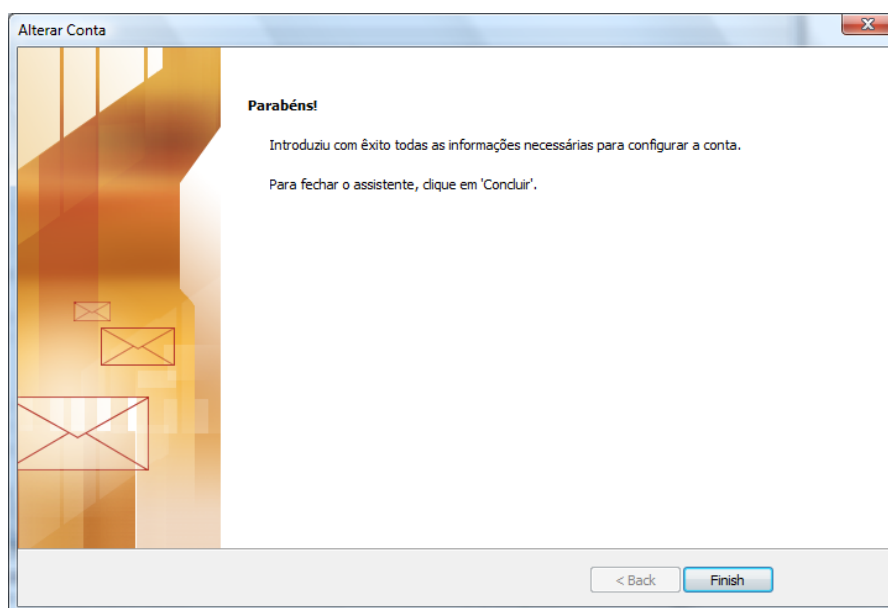 Alterar Conta
Parabéns!
Introduziu com êxito todas as informações necessárias para configurar a conta.
Para fechar o assistente, clique em 'Concluir'.
< Back
Finish